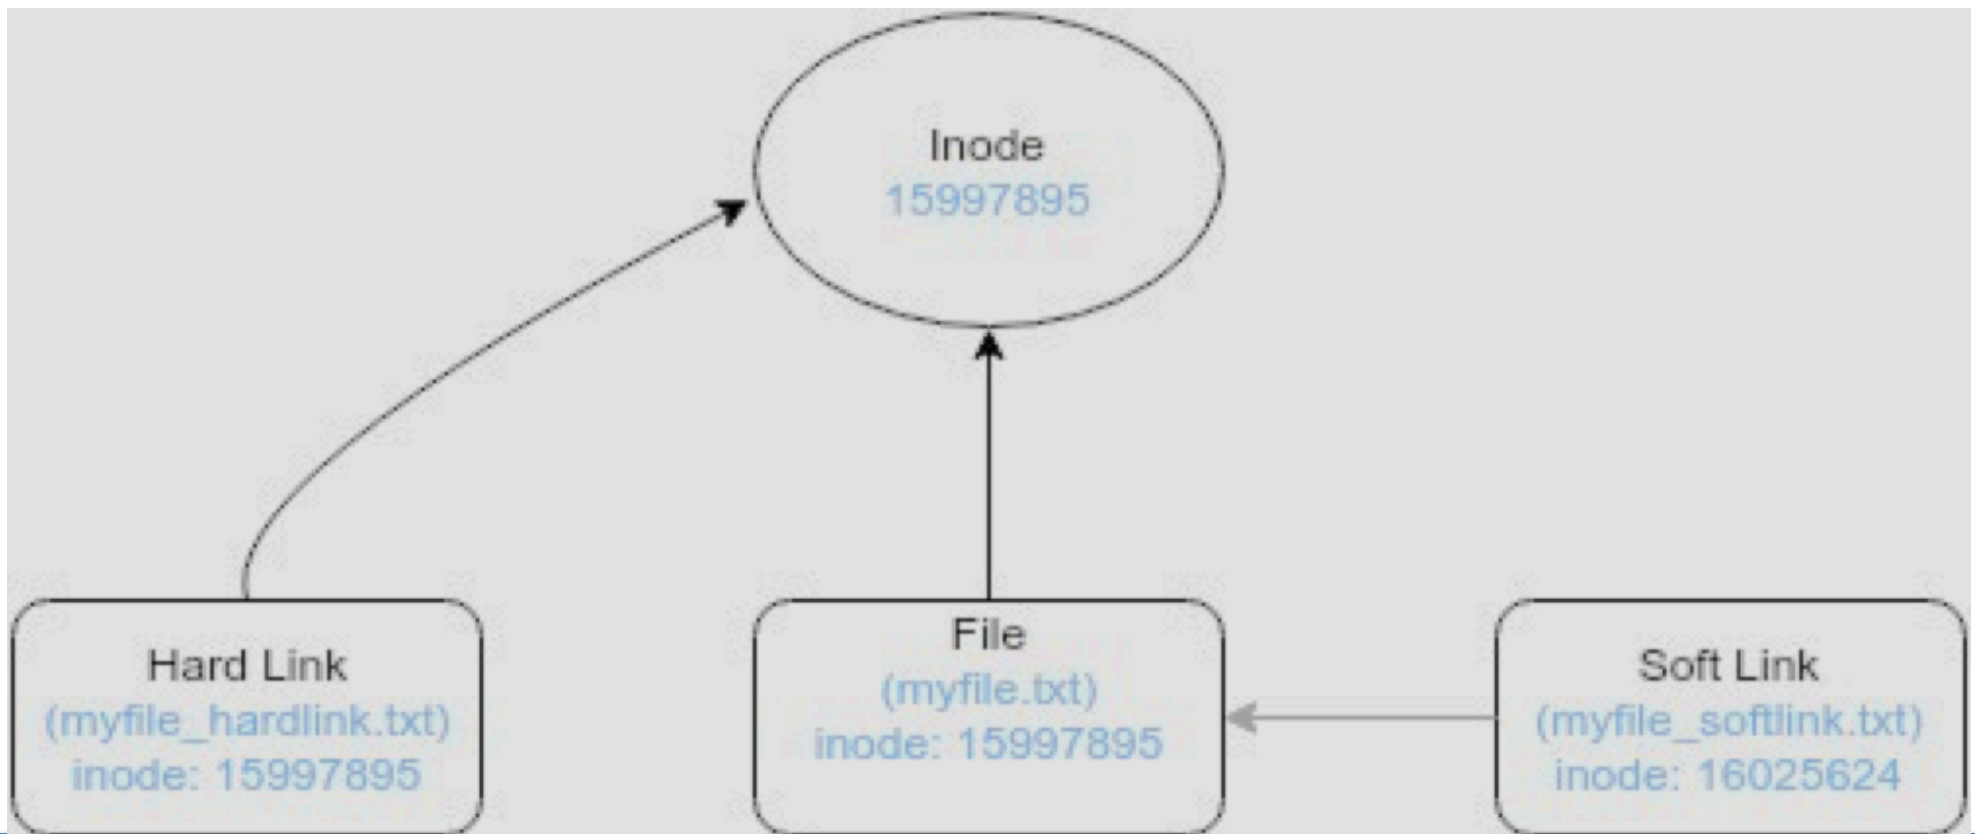 Inode
15997895
Hard Link
(myfile_hardlink.txt)
inode: 15997895
File
(myfile.txt)
inode: 15997895
Soft Link
(myfile_softlink.txt)
inode: 16025624